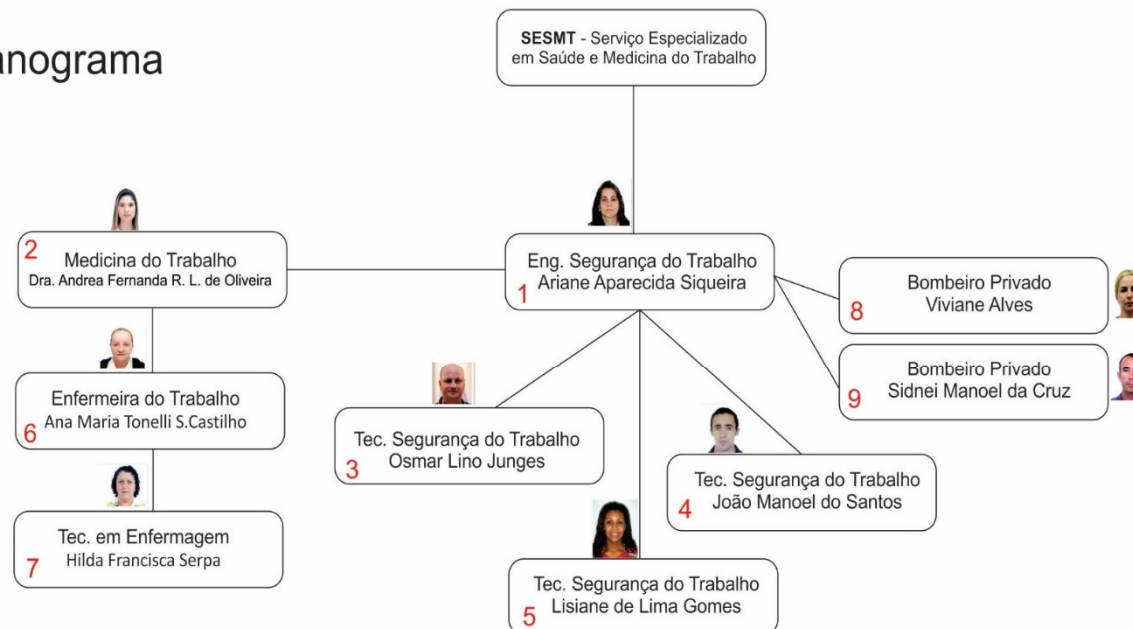 anograma
SESMT - Serviço Especializado
em Saúde e Medicina do Trabalho
2
Medicina do Trabalho
Dra. Andrea Fernanda R. L. de Oliveira
Eng. Segurança do Trabalho
Ariane Aparecida Siqueira
1
Bombeiro Privado
Viviane Alves
8
Bombeiro Privado
Sidnei Manoel da Cruz
9
Enfermeira do Trabalho
Ana Maria Tonelli S.Castilho
6
Tec. Segurança do Trabalho
Osmar Lino Junges
3
Tec. Segurança do Trabalho
João Manoel do Santos
4
Tec. em Enfermagem
Hilda Francisca Serpa
7
Tec. Segurança do Trabalho
Lisiane de Lima Gomes
5